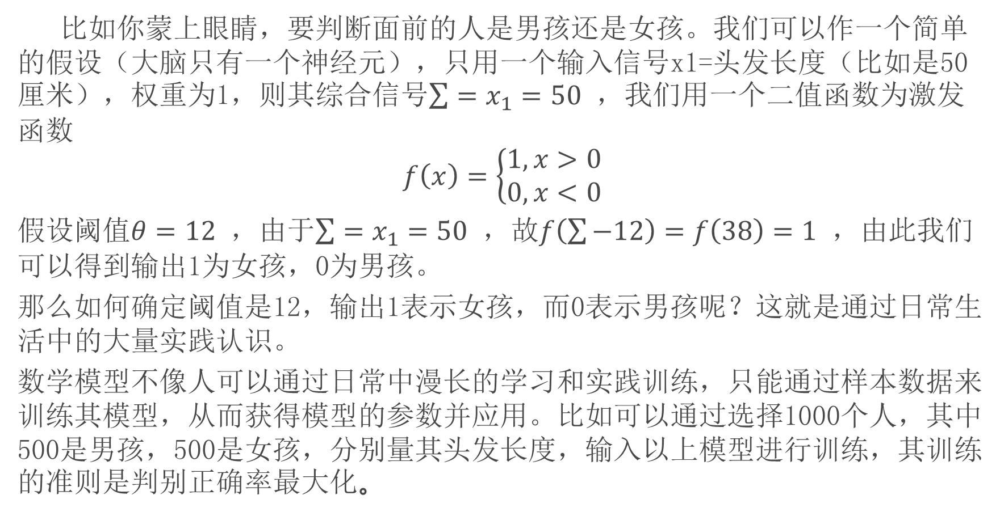 比如你蒙上眼睛，要判断面前的人是男孩还是女孩。我们可以作一个简单
的假设（大脑只有一个神经元），只用一个输入信号x1=头发长度（比如是50
厘米），权重为1，则其综合信号∑ = x₁ = 50 ，我们用一个二值函数为激发
函数
f(x) = {1, x > 0
0, x < 0
假设阈值θ = 12 ，由于∑ = x₁ = 50 ，故f(∑ −12) = f(38) = 1 ，由此我们
可以得到输出1为女孩，0为男孩。
那么如何确定阈值是12，输出1表示女孩，而0表示男孩呢？这就是通过日常生
活中的大量实践认识。
数学模型不像人可以通过日常中漫长的学习和实践训练，只能通过样本数据来
训练其模型，从而获得模型的参数并应用。比如可以通过选择1000个人，其中
500是男孩，500是女孩，分别量其头发长度，输入以上模型进行训练，其训练
的准则是判别正确率最大化。